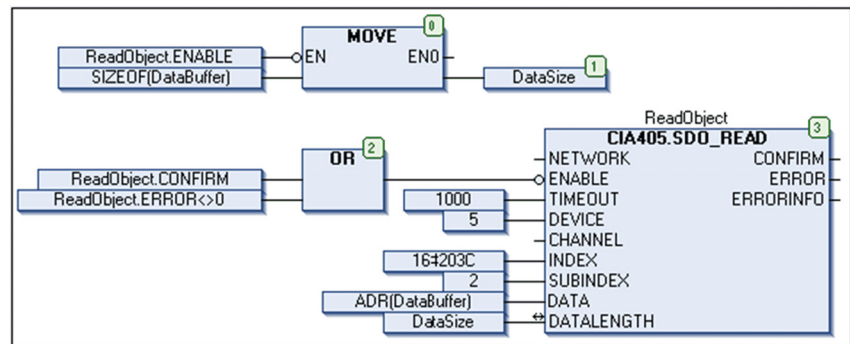 0
MOVE
ReadObject.ENABLE EN ENO
SIZEOF(DataBuffer) DataSize 1
ReadObject
2 3
OR CIA405.SDO_READ
NETWORK CONFIRM
ReadObject.CONFIRM ENABLE ERROR
ReadObject.ERROR<>0 1000 TIMEOUT ERRORINFO
5 DEVICE
CHANNEL
16#203C INDEX
2 SUBINDEX
ADR(DataBuffer) DATA
DataSize DATALENGTH